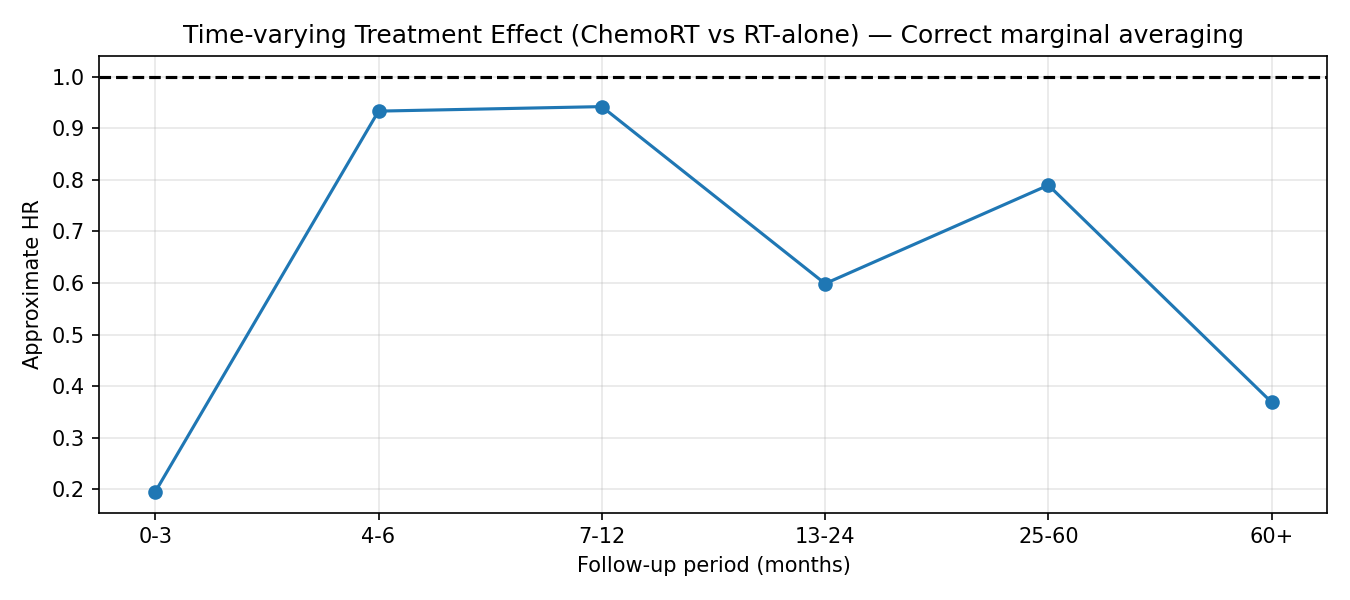 Time-varying Treatment Effect (ChemoRT vs RT-alone) — Correct marginal averaging
Approximate HR
1.0
0.9
0.8
0.7
0.6
0.5
0.4
0.3
0.2
0-3 4-6 7-12 13-24 25-60 60+
Follow-up period (months)